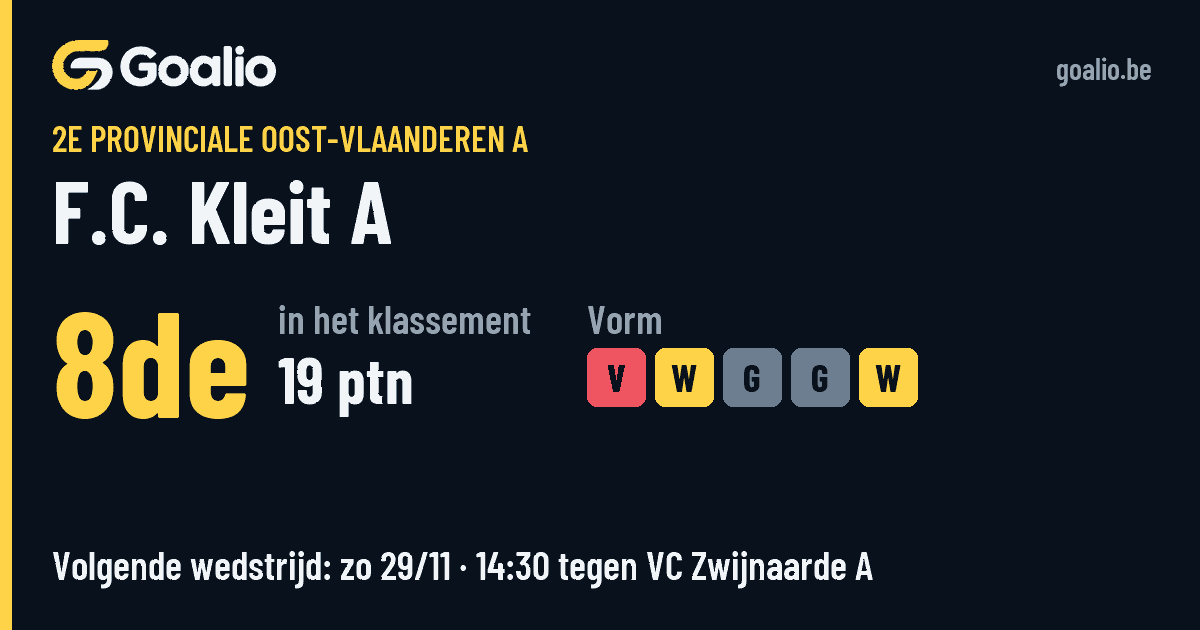 Goalio
goalio.be
2E PROVINCIALE OOST-VLAANDEREN A
F.C. Kleit A
8de
in het klassement
19 ptn
Vorm
V W G G W
Volgende wedstrijd: zo 29/11 · 14:30 tegen VC Zwijnaarde A